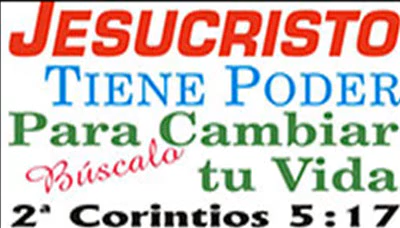 JESUCRISTO
TIENE PODER
Para Cambiar
Búscalo tu Vida
2ª Corintios 5:17